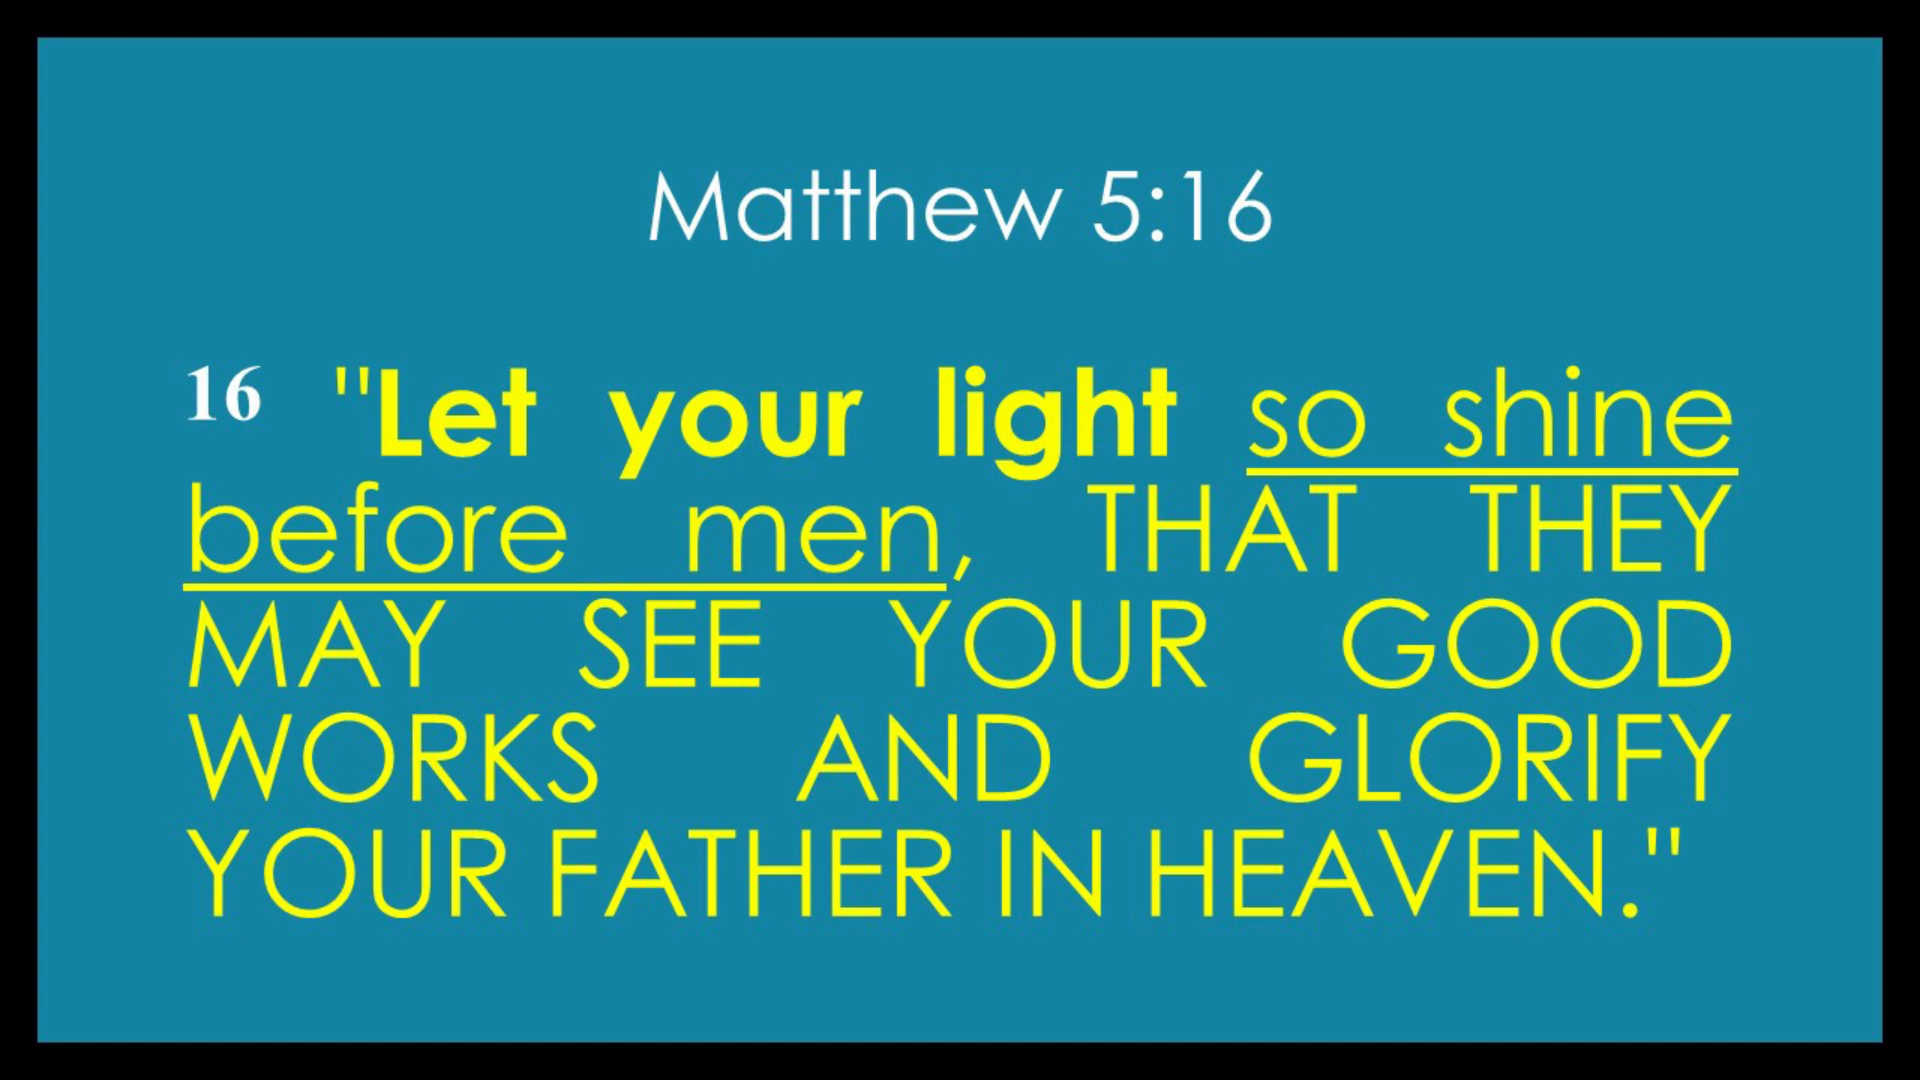 Matthew 5:16
16 "Let your light so shine
before men, THAT THEY
MAY SEE YOUR GOOD
WORKS AND GLORIFY
YOUR FATHER IN HEAVEN."